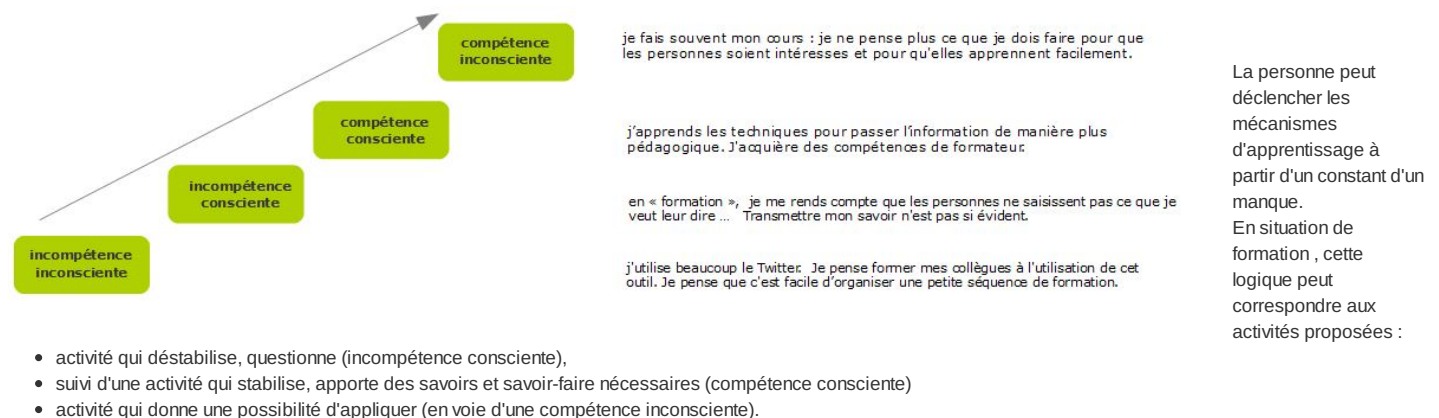 compétence
inconsciente
je fais souvent mon cours : je ne pense plus ce que je dois faire pour que
les personnes soient intéresses et pour qu'elles apprennent facilement.
compétence
consciente
j'apprends les techniques pour passer l'information de manière plus
pédagogique. J'acquière des compétences de formateur.
incompétence
consciente
en « formation », je me rends compte que les personnes ne saisissent pas ce que je
veut leur dire ... Transmettre mon savoir n'est pas si évident.
incompétence
inconsciente
j'utilise beaucoup le Twitter. Je pense former mes collègues à l'utilisation de cet
outil. Je pense que c'est facile d'organiser une petite séquence de formation.
La personne peut
déclencher les
mécanismes
d'apprentissage à
partir d'un constant d'un
manque.
En situation de
formation , cette
logique peut
correspondre aux
activités proposées :
• activité qui déstabilise, questionne (incompétence consciente),
• suivi d'une activité qui stabilise, apporte des savoirs et savoir-faire nécessaires (compétence consciente)
• activité qui donne une possibilité d'appliquer (en voie d'une compétence inconsciente).